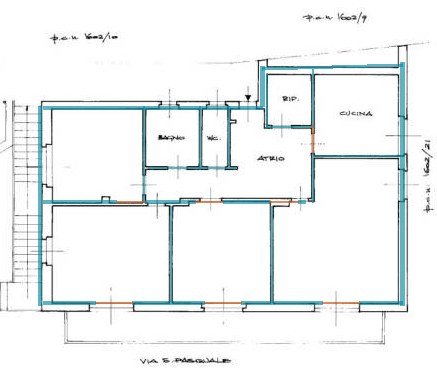 p.c.n. 1602/9
p.c.n. 1602/10
RIP.
CUCINA
BAGNO
WC.
ATRIO
p.c.n. 1602/21
VIA S. PASQUALE